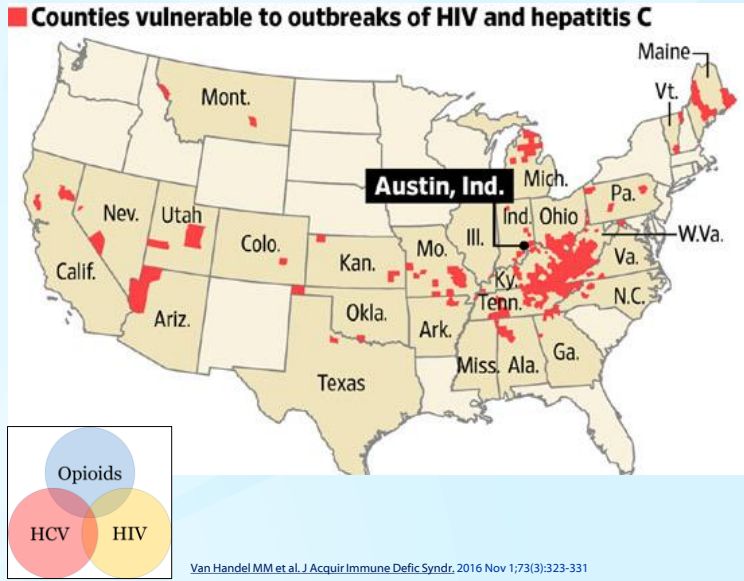 Counties vulnerable to outbreaks of HIV and hepatitis C
Maine
Vt.
Mont.
Austin, Ind.
Mich.
Pa.
Nev.
Utah
Ind.
Ohio
W.Va.
Ill.
Colo.
Mo.
Va.
Calif.
Kan.
Ky.
N.C.
Tenn.
Ariz.
Okla.
Ark.
Ga.
Miss.
Ala.
Texas
Opioids
HCV
HIV
Van Handel MM et al. J Acquir Immune Defic Syndr. 2016 Nov 1;73(3):323-331